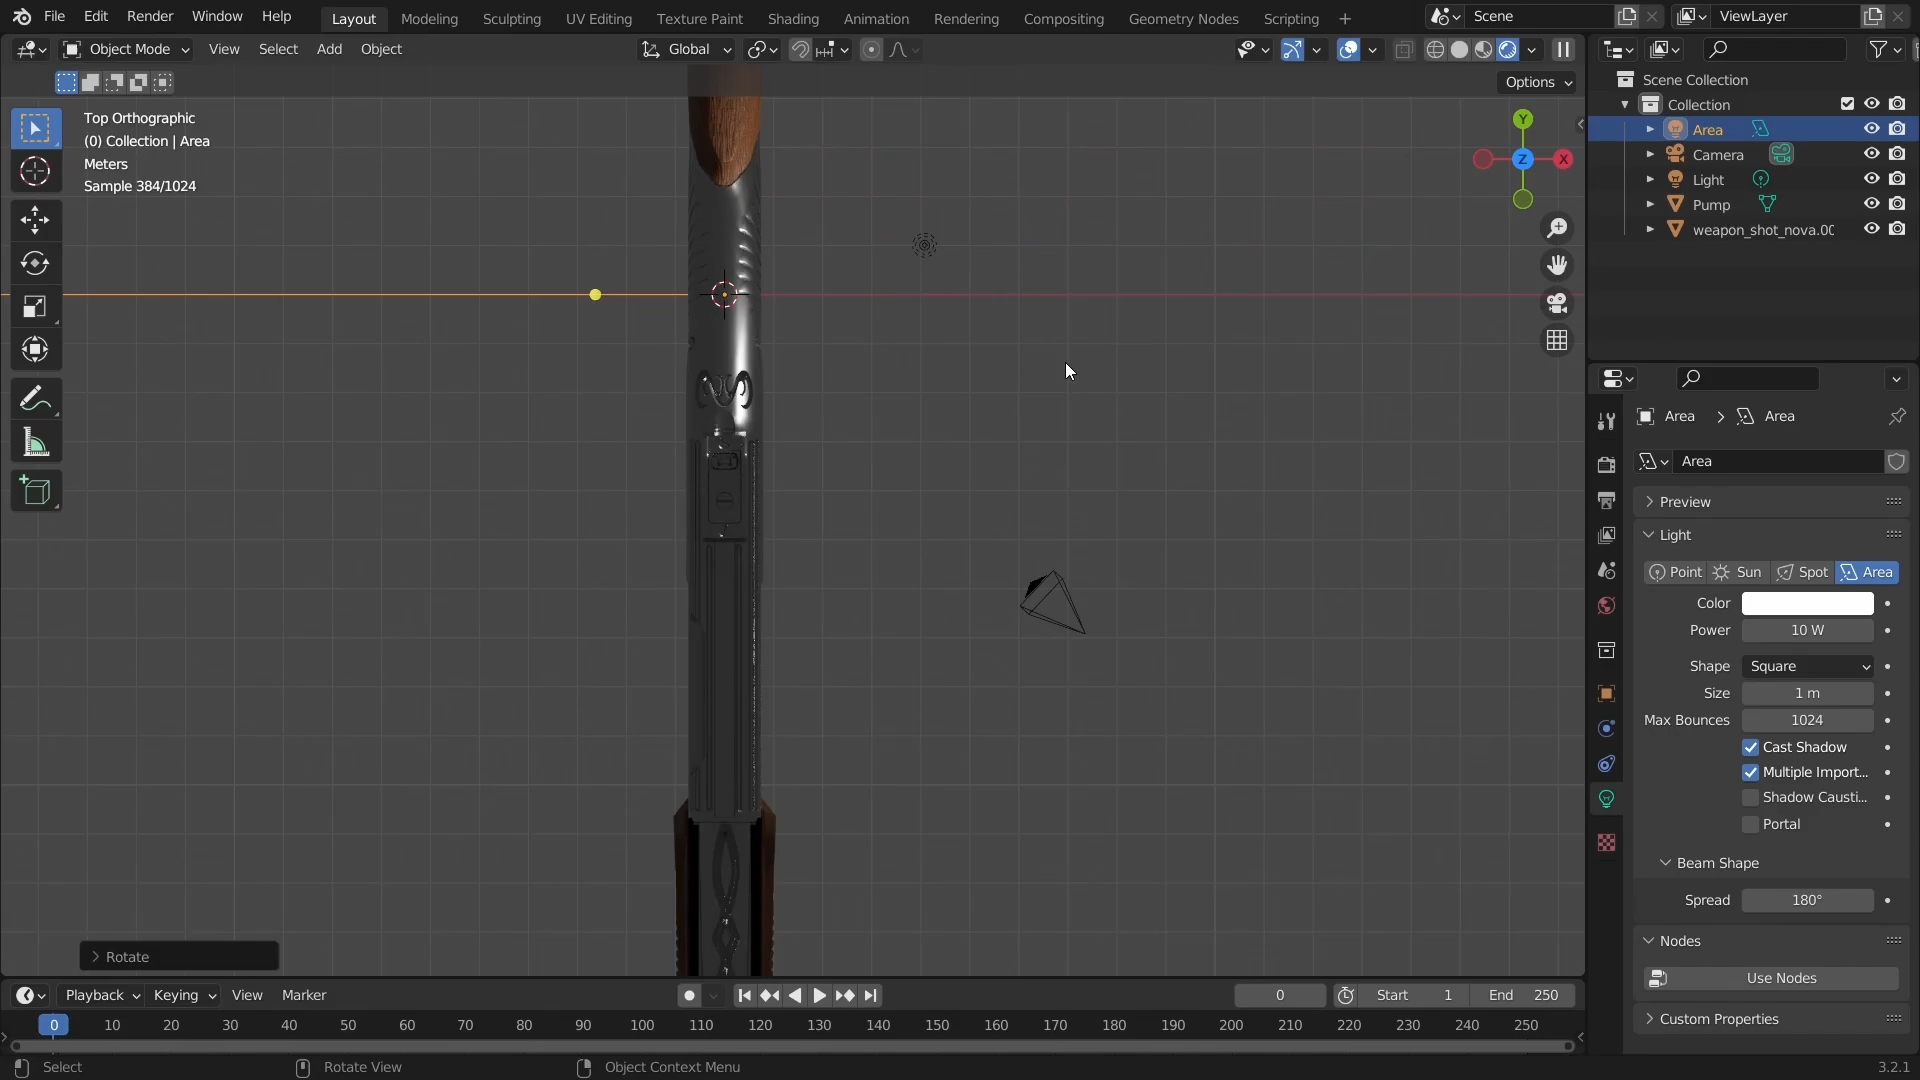 File Edit Render Window Help
Layout Modeling Sculpting UV Editing Texture Paint Shading Animation Rendering Compositing Geometry Nodes Scripting +
Scene
ViewLayer
Object Mode View Select Add Object
Global
Options
Top Orthographic
(0) Collection | Area
Meters
Sample 384/1024
Y
Z
X
Rotate
Scene Collection
Collection
Area
Camera
Light
Pump
weapon_shot_nova.00
Area > Area
Area
Preview
Light
Point Sun Spot Area
Color
Power 10 W
Shape Square
Size 1 m
Max Bounces 1024
Cast Shadow
Multiple Import...
Shadow Causti...
Portal
Beam Shape
Spread 180°
Nodes
Use Nodes
Custom Properties
Playback Keying View Marker
0
Start 1
End 250
0 10 20 30 40 50 60 70 80 90 100 110 120 130 140 150 160 170 180 190 200 210 220 230 240 250
Select
Rotate View
Object Context Menu
3.2.1